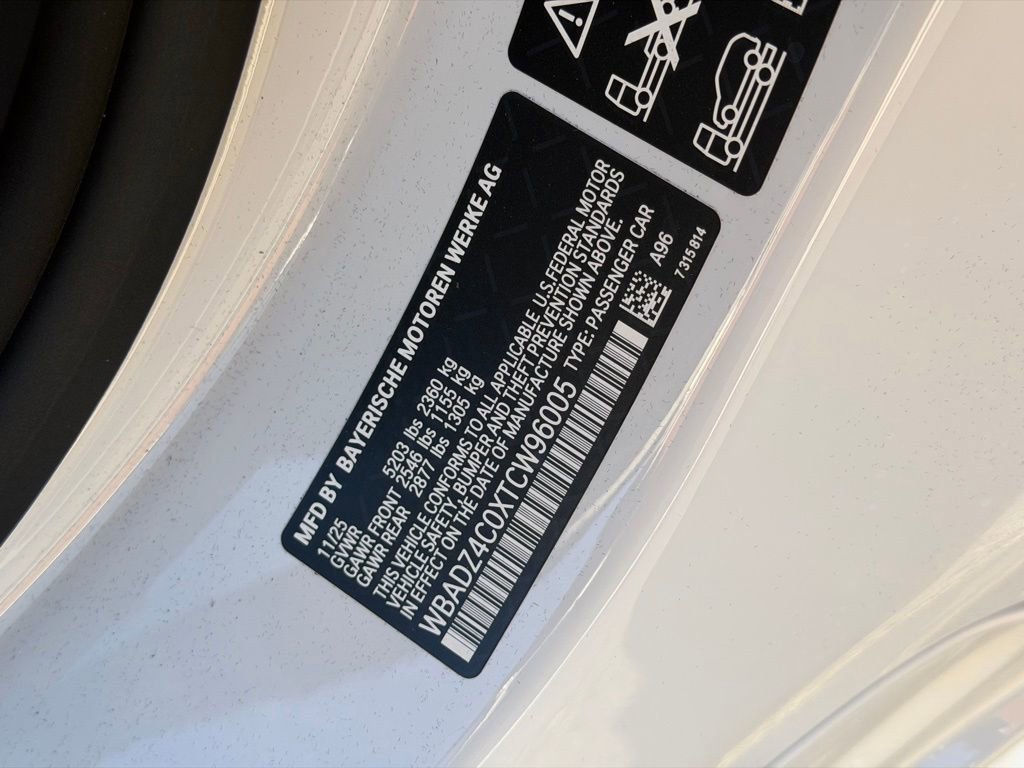 MFD BY BAYERISCHE MOTOREN WERKE AG
11/25
GVWR 5203 lbs 2360 kg
GAWR FRONT 2546 lbs 1155 kg
GAWR REAR 2877 lbs 1305 kg
THIS VEHICLE CONFORMS TO ALL APPLICABLE U.S.FEDERAL MOTOR
VEHICLE SAFETY, BUMPER AND THEFT PREVENTION STANDARDS
IN EFFECT ON THE DATE OF MANUFACTURE SHOWN ABOVE.
WBADZ4C0XTCW96005 TYPE: PASSENGER CAR
A96
7315814